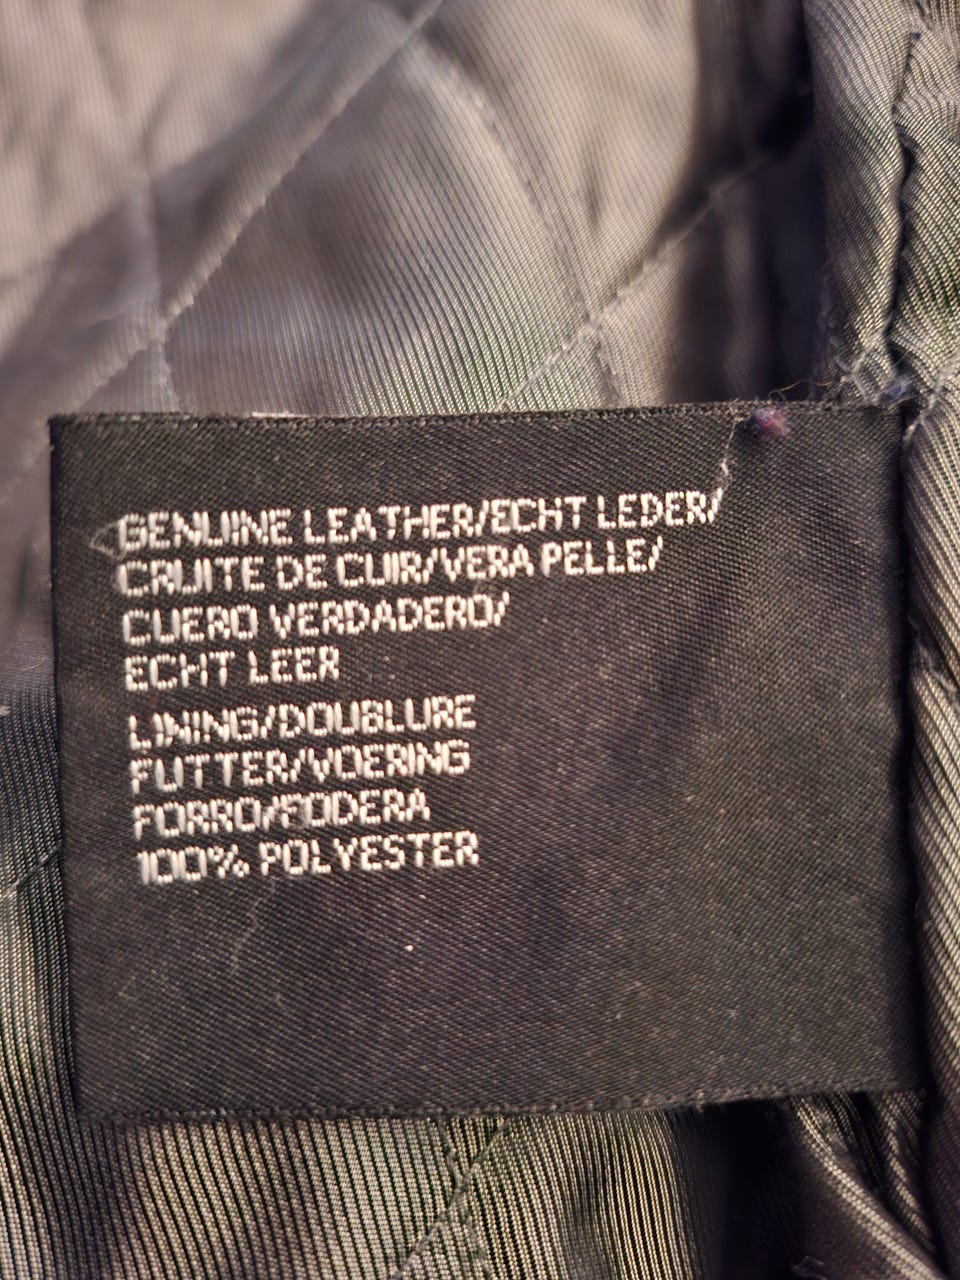 GENUINE LEATHER/ECHT LEDER/
CRUITE DE CUIR/VERA PELLE/
CUERO VERDADERO/
ECHT LEER
LINING/DOUBLURE
FUTTER/VOERING
FORRO/FODERA
100% POLYESTER